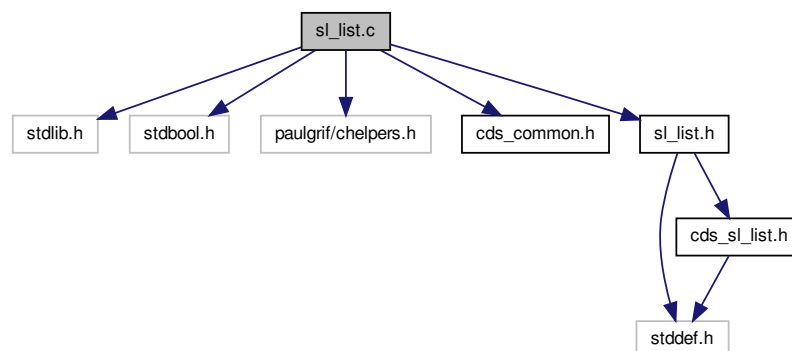 sl_list.c
stdlib.h
stdbool.h
paulgrif/chelpers.h
cds_common.h
sl_list.h
cds_sl_list.h
stddef.h